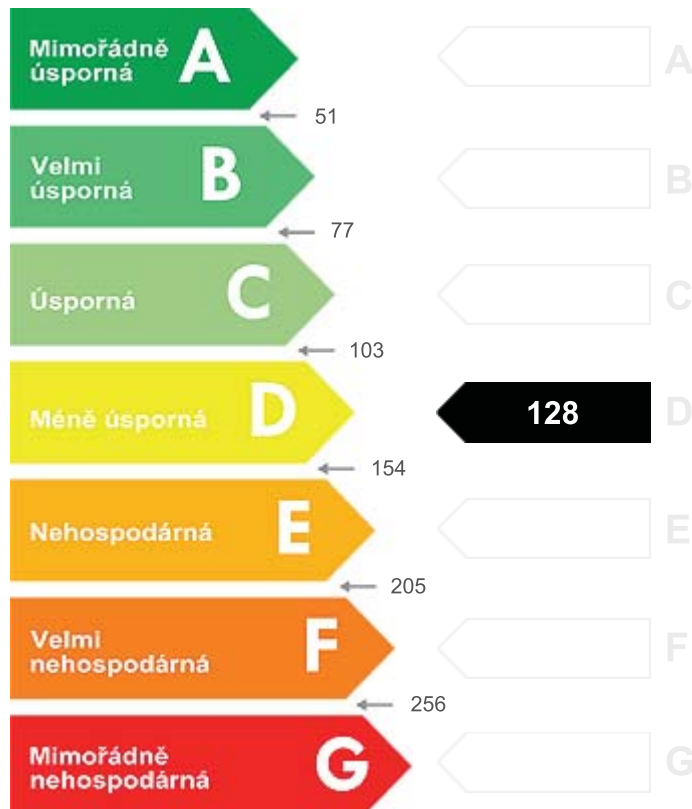 Mimořádně
úsporná
A
A
51
Velmi
úsporná
B
B
77
Úsporná
C
C
103
Méně úsporná
D
128
D
154
Nehospodárná
E
E
205
Velmi
nehospodárná
F
F
256
Mimořádně
nehospodárná
G
G